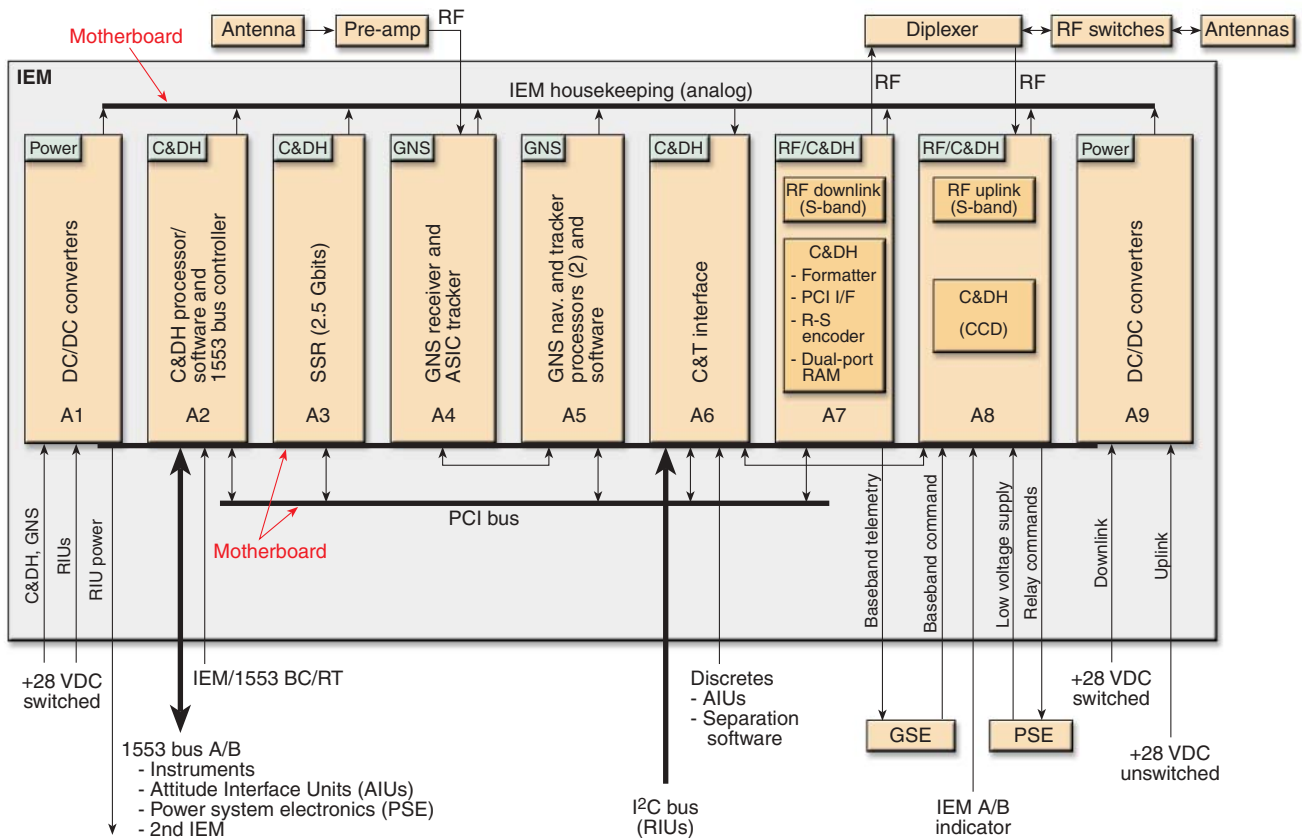 Antenna
Pre-amp
RF
Diplexer
RF switches
Antennas
Motherboard
IEM
RF
RF
IEM housekeeping (analog)
Power
DC/DC converters
A1
C&DH
C&DH processor/
software and
1553 bus controller
A2
C&DH
SSR (2.5 Gbits)
A3
GNS
GNS receiver and
ASIC tracker
A4
GNS
GNS nav. and tracker
processors (2) and
software
A5
C&DH
C&T interface
A6
RF/C&DH
RF downlink
(S-band)
C&DH
- Formatter
- PCI I/F
- R-S
encoder
- Dual-port
RAM
A7
RF/C&DH
RF uplink
(S-band)
C&DH
(CCD)
A8
Power
DC/DC converters
A9
PCI bus
Motherboard
C&DH, GNS
RIUs
RIU power
Baseband telemetry
Baseband command
Low voltage supply
Relay commands
Downlink
Uplink
+28 VDC
switched
IEM/1553 BC/RT
1553 bus A/B
- Instruments
- Attitude Interface Units (AIUs)
- Power system electronics (PSE)
- 2nd IEM
I2C bus
(RIUs)
Discretes
- AIUs
- Separation
software
GSE
PSE
IEM A/B
indicator
+28 VDC
switched
+28 VDC
unswitched